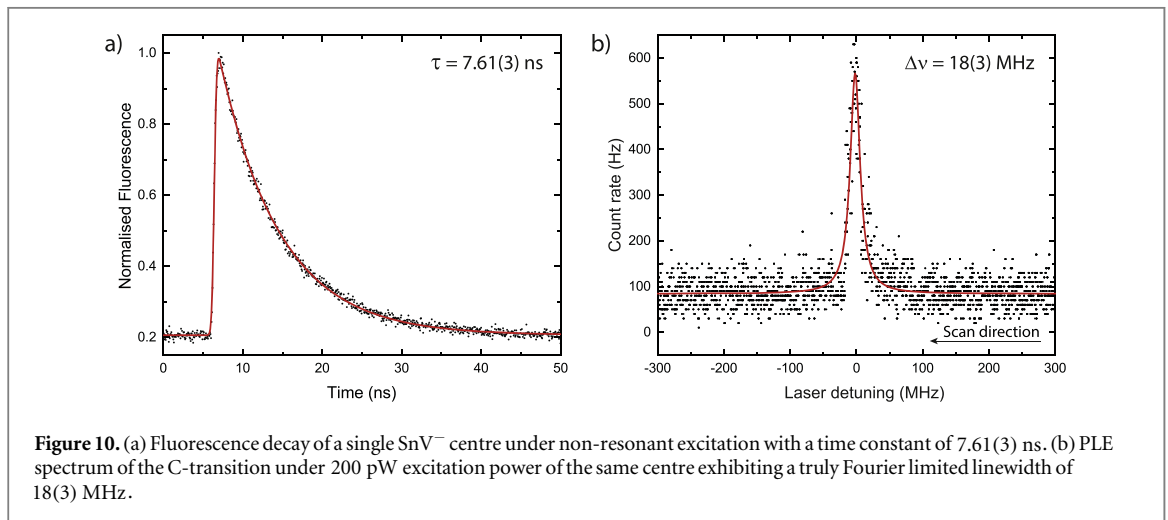 a)
τ = 7.61(3) ns
1.0
0.8
0.6
0.4
0.2
Normalised Fluorescence
0
10
20
30
40
50
Time (ns)
b)
Δν = 18(3) MHz
600
500
400
300
200
100
0
Count rate (Hz)
Scan direction
-300
-200
-100
0
100
200
300
Laser detuning (MHz)
Figure 10. (a) Fluorescence decay of a single SnV⁻ centre under non-resonant excitation with a time constant of 7.61(3) ns. (b) PLE
spectrum of the C-transition under 200 pW excitation power of the same centre exhibiting a truly Fourier limited linewidth of
18(3) MHz.